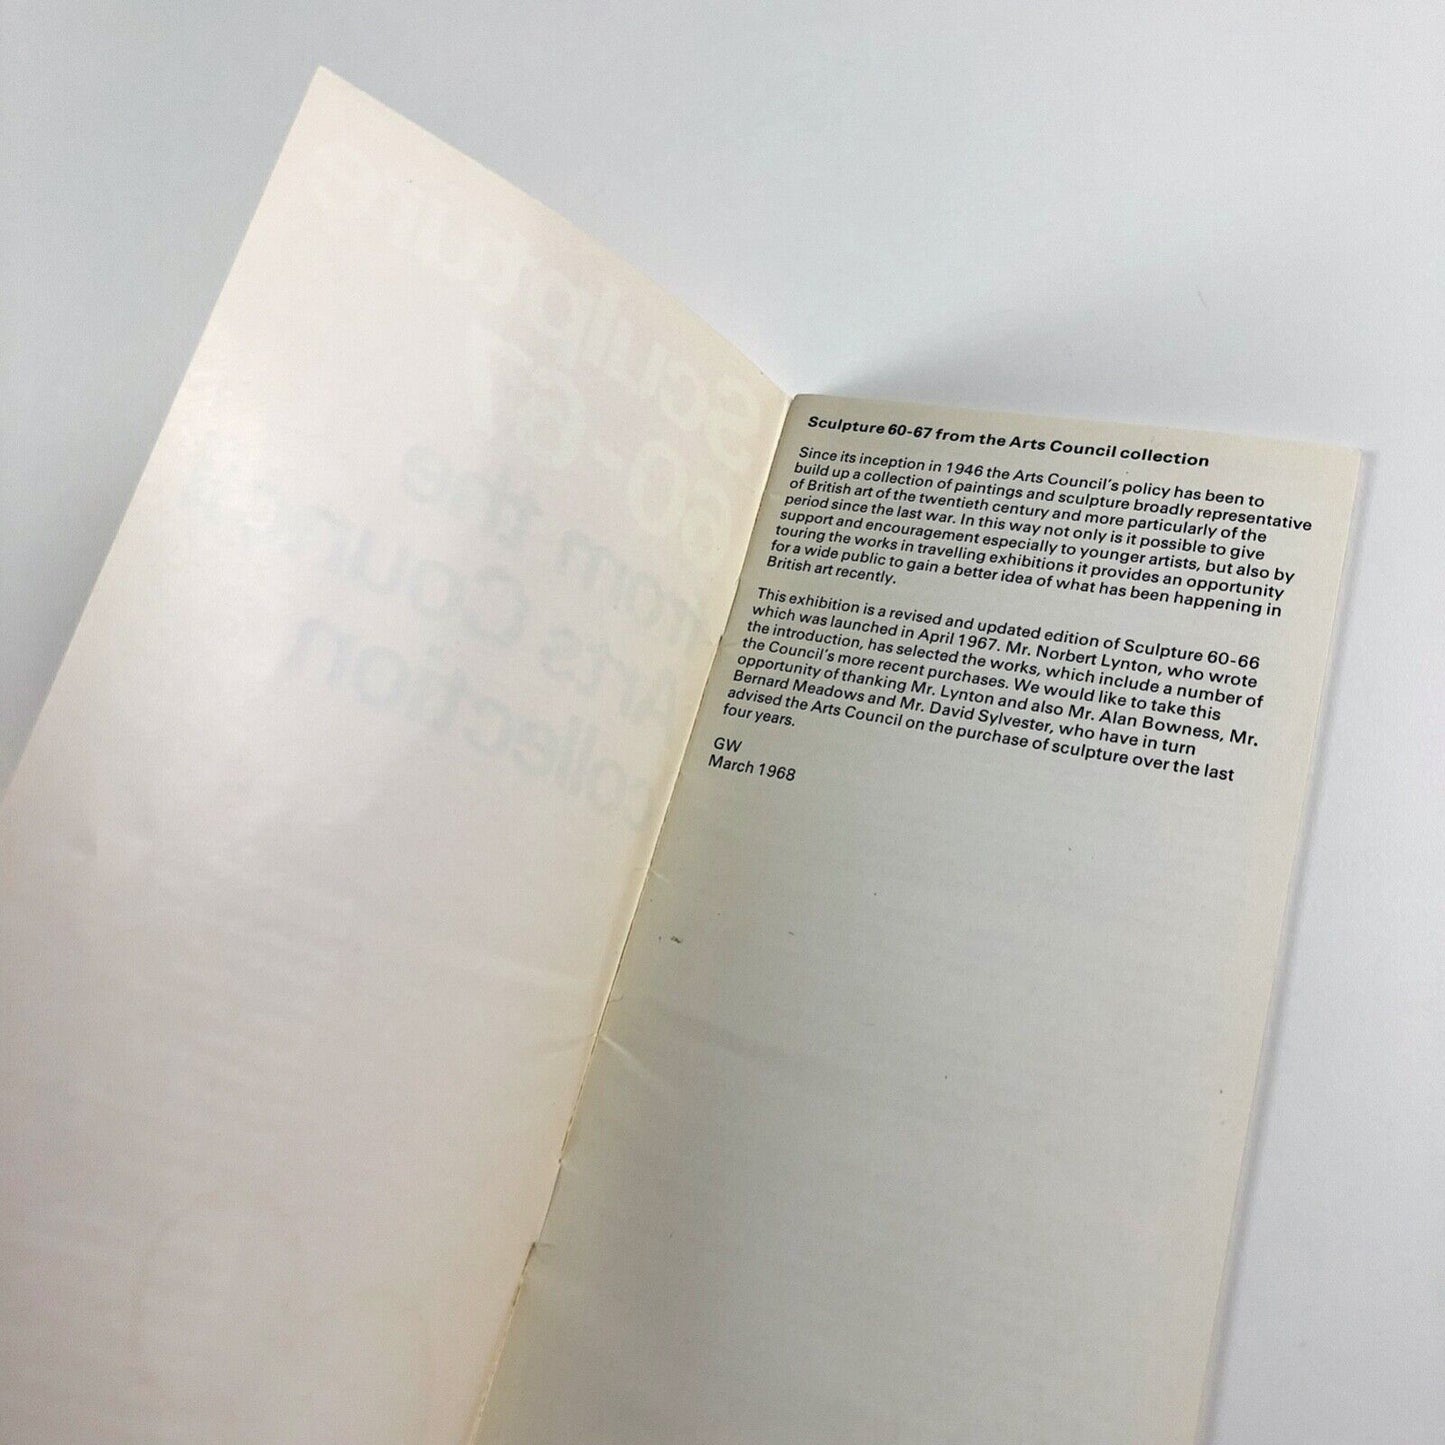 Sculpture 60-67 from the Arts Council collection
Since its inception in 1946 the Arts Council's policy has been to
build up a collection of paintings and sculpture broadly representative
of British art of the twentieth century and more particularly of the
period since the last war. In this way not only is it possible to give
support and encouragement especially to younger artists, but also by
touring the works in travelling exhibitions it provides an opportunity
for a wide public to gain a better idea of what has been happening in
British art recently.
This exhibition is a revised and updated edition of Sculpture 60-66
which was launched in April 1967. Mr. Norbert Lynton, who wrote
the introduction, has selected the works, which include a number of
the Council's more recent purchases. We would like to take this
opportunity of thanking Mr. Lynton and also Mr. Alan Bowness, Mr.
Bernard Meadows and Mr. David Sylvester, who have in turn
advised the Arts Council on the purchase of sculpture over the last
four years.
GW
March 1968